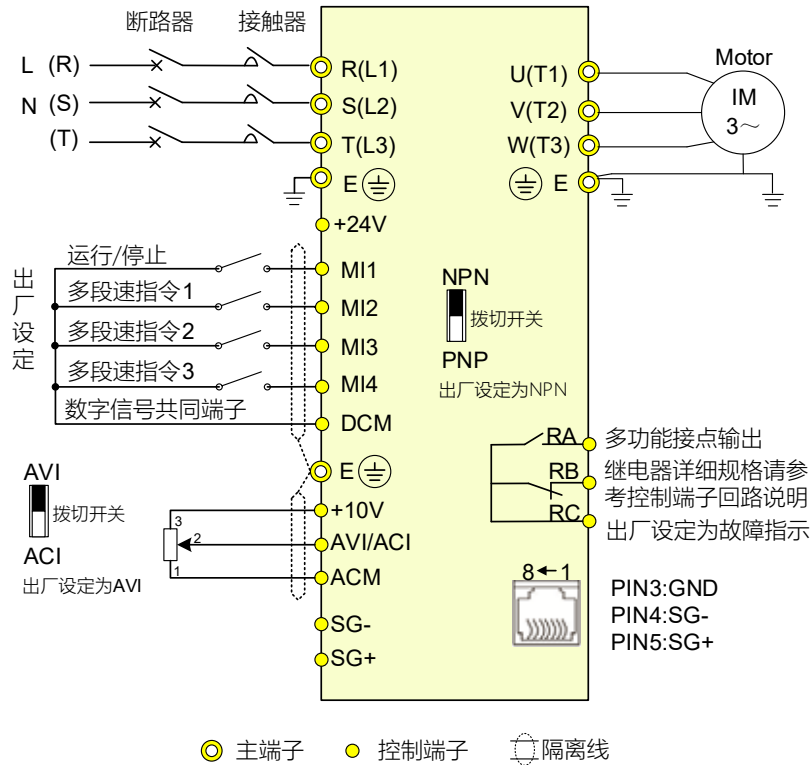 断路器 接触器
L (R) R(L1)
N (S) S(L2)
(T) T(L3)
E
U(T1)
V(T2)
W(T3)
E
Motor
IM
3～
+24V
出厂设定
运行/停止 MI1
多段速指令1 MI2
多段速指令2 MI3
多段速指令3 MI4
数字信号共同端子 DCM
NPN
拨切开关
PNP
出厂设定为NPN
E
AVI
拨切开关
ACI
出厂设定为AVI
3
2
1
+10V
AVI/ACI
ACM
SG-
SG+
RA 多功能接点输出
RB 继电器详细规格请参
考控制端子回路说明
RC 出厂设定为故障指示
8←1
PIN3:GND
PIN4:SG-
PIN5:SG+
主端子 控制端子 隔离线